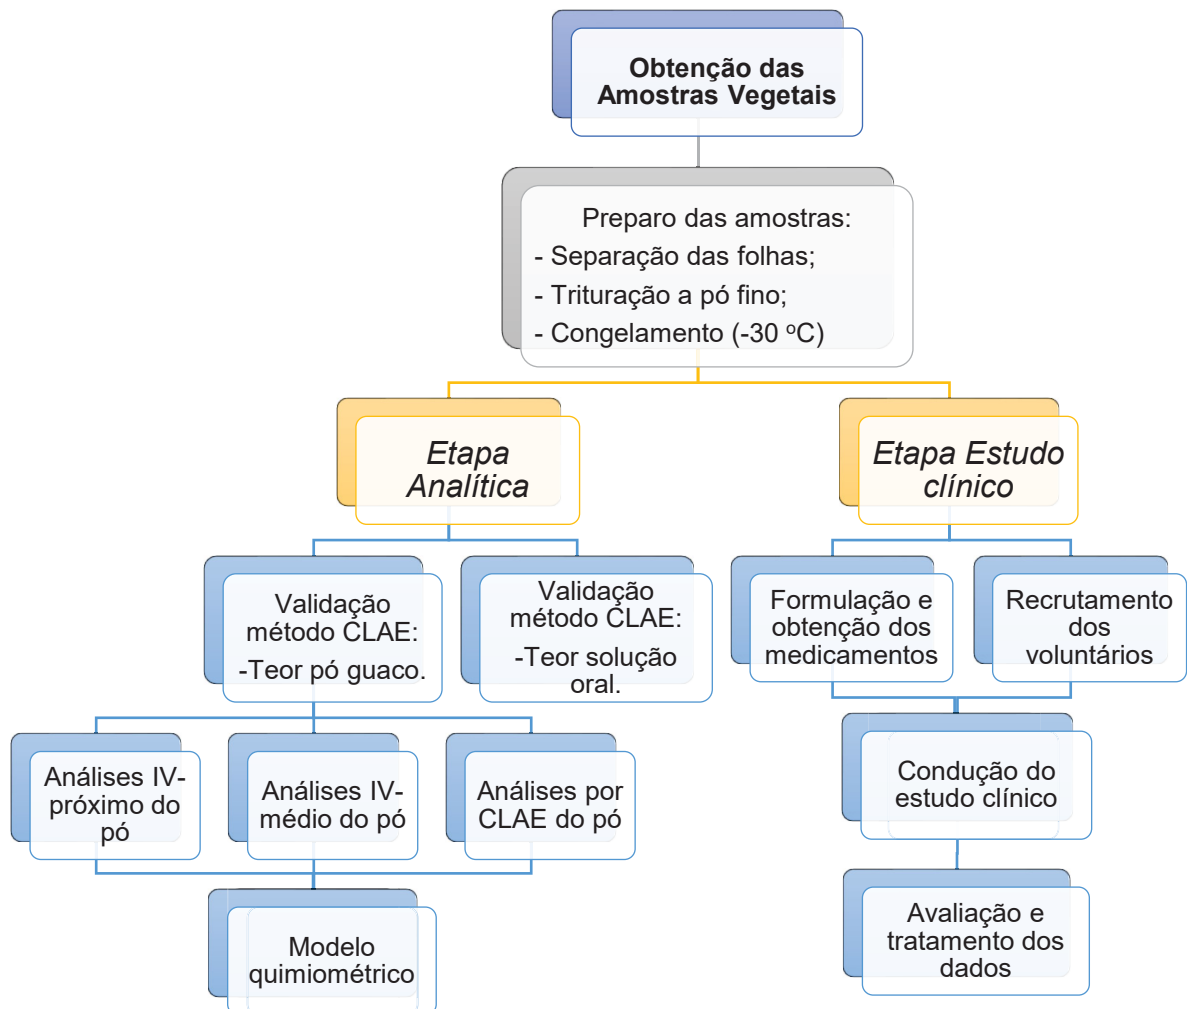 Obtenção das
Amostras Vegetais
Preparo das amostras:
- Separação das folhas;
- Trituração a pó fino;
- Congelamento (-30 ºC)
Etapa
Analítica
Etapa Estudo
clínico
Validação
método CLAE:
-Teor pó guaco.
Validação
método CLAE:
-Teor solução
oral.
Formulação e
obtenção dos
medicamentos
Recrutamento
dos
voluntários
Análises IV-
próximo do
pó
Análises IV-
médio do pó
Análises por
CLAE do pó
Condução do
estudo clínico
Modelo
quimiométrico
Avaliação e
tratamento dos
dados